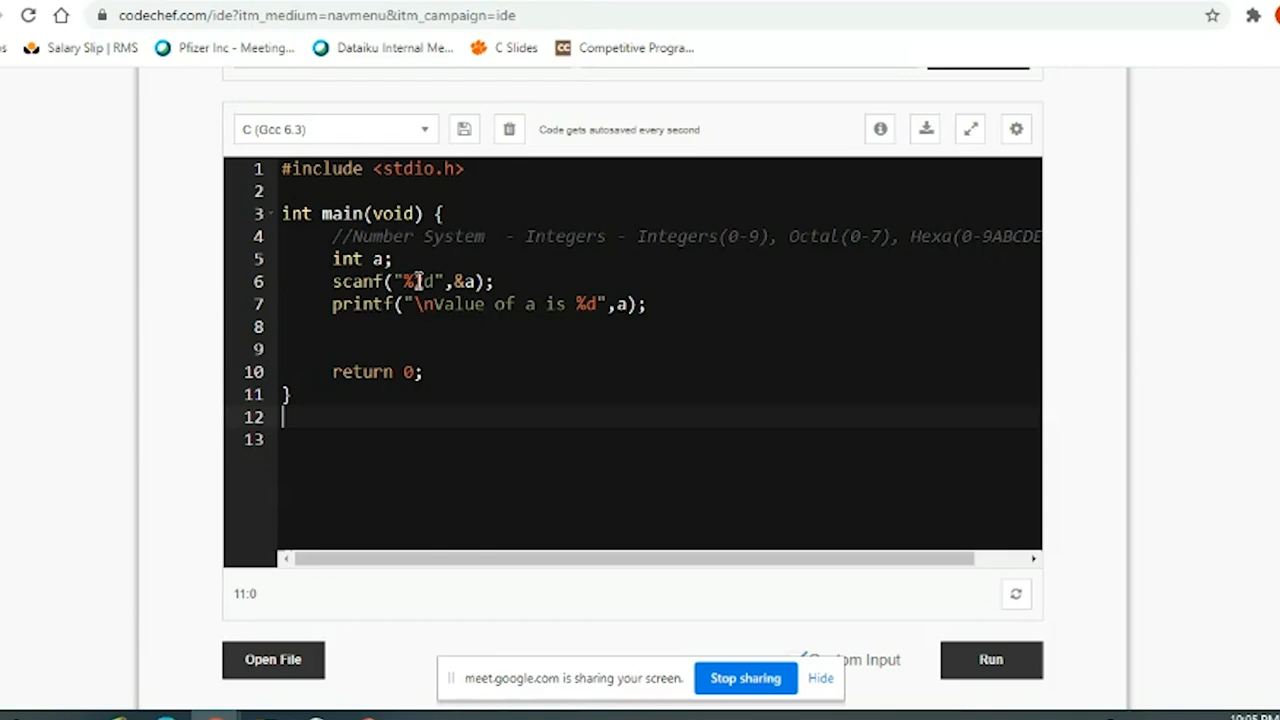 codechef.com/ide?itm_medium=navmenu&itm_campaign=ide
Salary Slip | RMS
Pfizer Inc - Meeting...
Dataiku Internal Me...
C Slides
CC
Competitive Progra...
C (Gcc 6.3)
Code gets autosaved every second
1 #include <stdio.h>
2
3 int main(void) {
4 //Number System - Integers - Integers(0-9), Octal(0-7), Hexa(0-9ABCDE
5 int a;
6 scanf("% d",&a);
7 printf("\nValue of a is %d",a);
8
9
10 return 0;
11 }
12
13
11:0
Open File
Input
Run
meet.google.com is sharing your screen.
Stop sharing
Hide